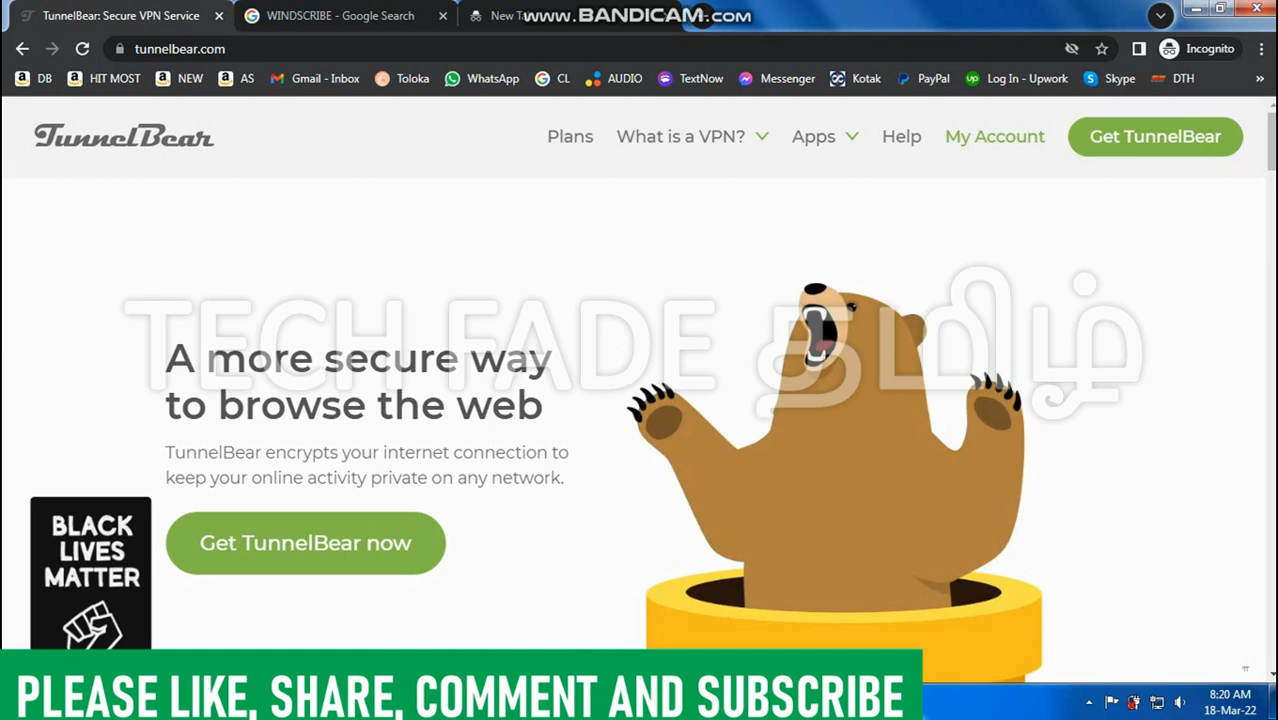 TunnelBear: Secure VPN Service
WINDSCRIBE - Google Search
New Ta
www.BANDICAM.com
tunnelbear.com
Incognito
DB
HIT MOST
NEW
AS
Gmail - Inbox
Toloka
WhatsApp
CL
AUDIO
TextNow
Messenger
Kotak
PayPal
Log In - Upwork
Skype
DTH
»
TunnelBear
Plans
What is a VPN?
Apps
Help
My Account
Get TunnelBear
TECH FADE தமிழ்
A more secure way
to browse the web
TunnelBear encrypts your internet connection to
keep your online activity private on any network.
Get TunnelBear now
BLACK
LIVES
MATTER
PLEASE LIKE, SHARE, COMMENT AND SUBSCRIBE
8:20 AM
18-Mar-22